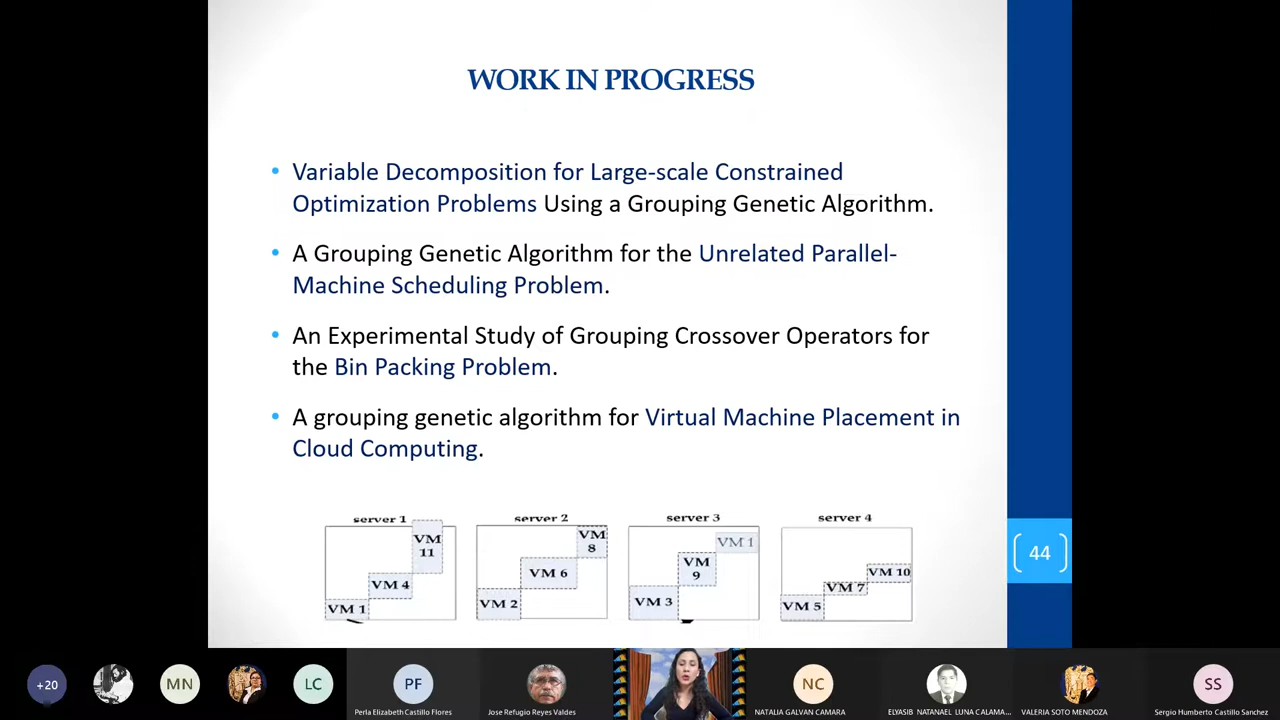 WORK IN PROGRESS
• Variable Decomposition for Large-scale Constrained
Optimization Problems Using a Grouping Genetic Algorithm.
• A Grouping Genetic Algorithm for the Unrelated Parallel-
Machine Scheduling Problem.
• An Experimental Study of Grouping Crossover Operators for
the Bin Packing Problem.
• A grouping genetic algorithm for Virtual Machine Placement in
Cloud Computing.
server 1
VM
11
VM 4
VM 1
server 2
VM
8
VM 6
VM 2
server 3
VM 1
VM
9
VM 3
server 4
VM 10
VM 7
VM 5
44
+20
MN
LC
PF
Perla Elizabeth Castillo Flores
Jose Refugio Reyes Valdes
NC
NATALIA GALVAN CAMARA
ELYASIB NATANAEL LUNA CALAMA...
VALERIA SOTO MENDOZA
SS
Sergio Humberto Castillo Sanchez